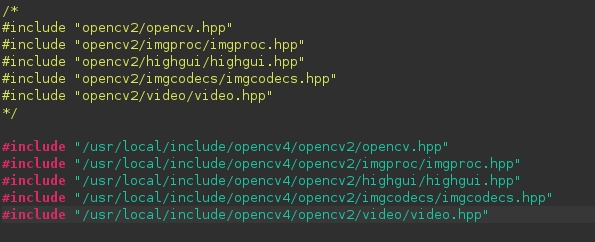 /*
#include "opencv2/opencv.hpp"
#include "opencv2/imgproc/imgproc.hpp"
#include "opencv2/highgui/highgui.hpp"
#include "opencv2/imgcodecs/imgcodecs.hpp"
#include "opencv2/video/video.hpp"
*/
#include "/usr/local/include/opencv4/opencv2/opencv.hpp"
#include "/usr/local/include/opencv4/opencv2/imgproc/imgproc.hpp"
#include "/usr/local/include/opencv4/opencv2/highgui/highgui.hpp"
#include "/usr/local/include/opencv4/opencv2/imgcodecs/imgcodecs.hpp"
#include "/usr/local/include/opencv4/opencv2/video/video.hpp"